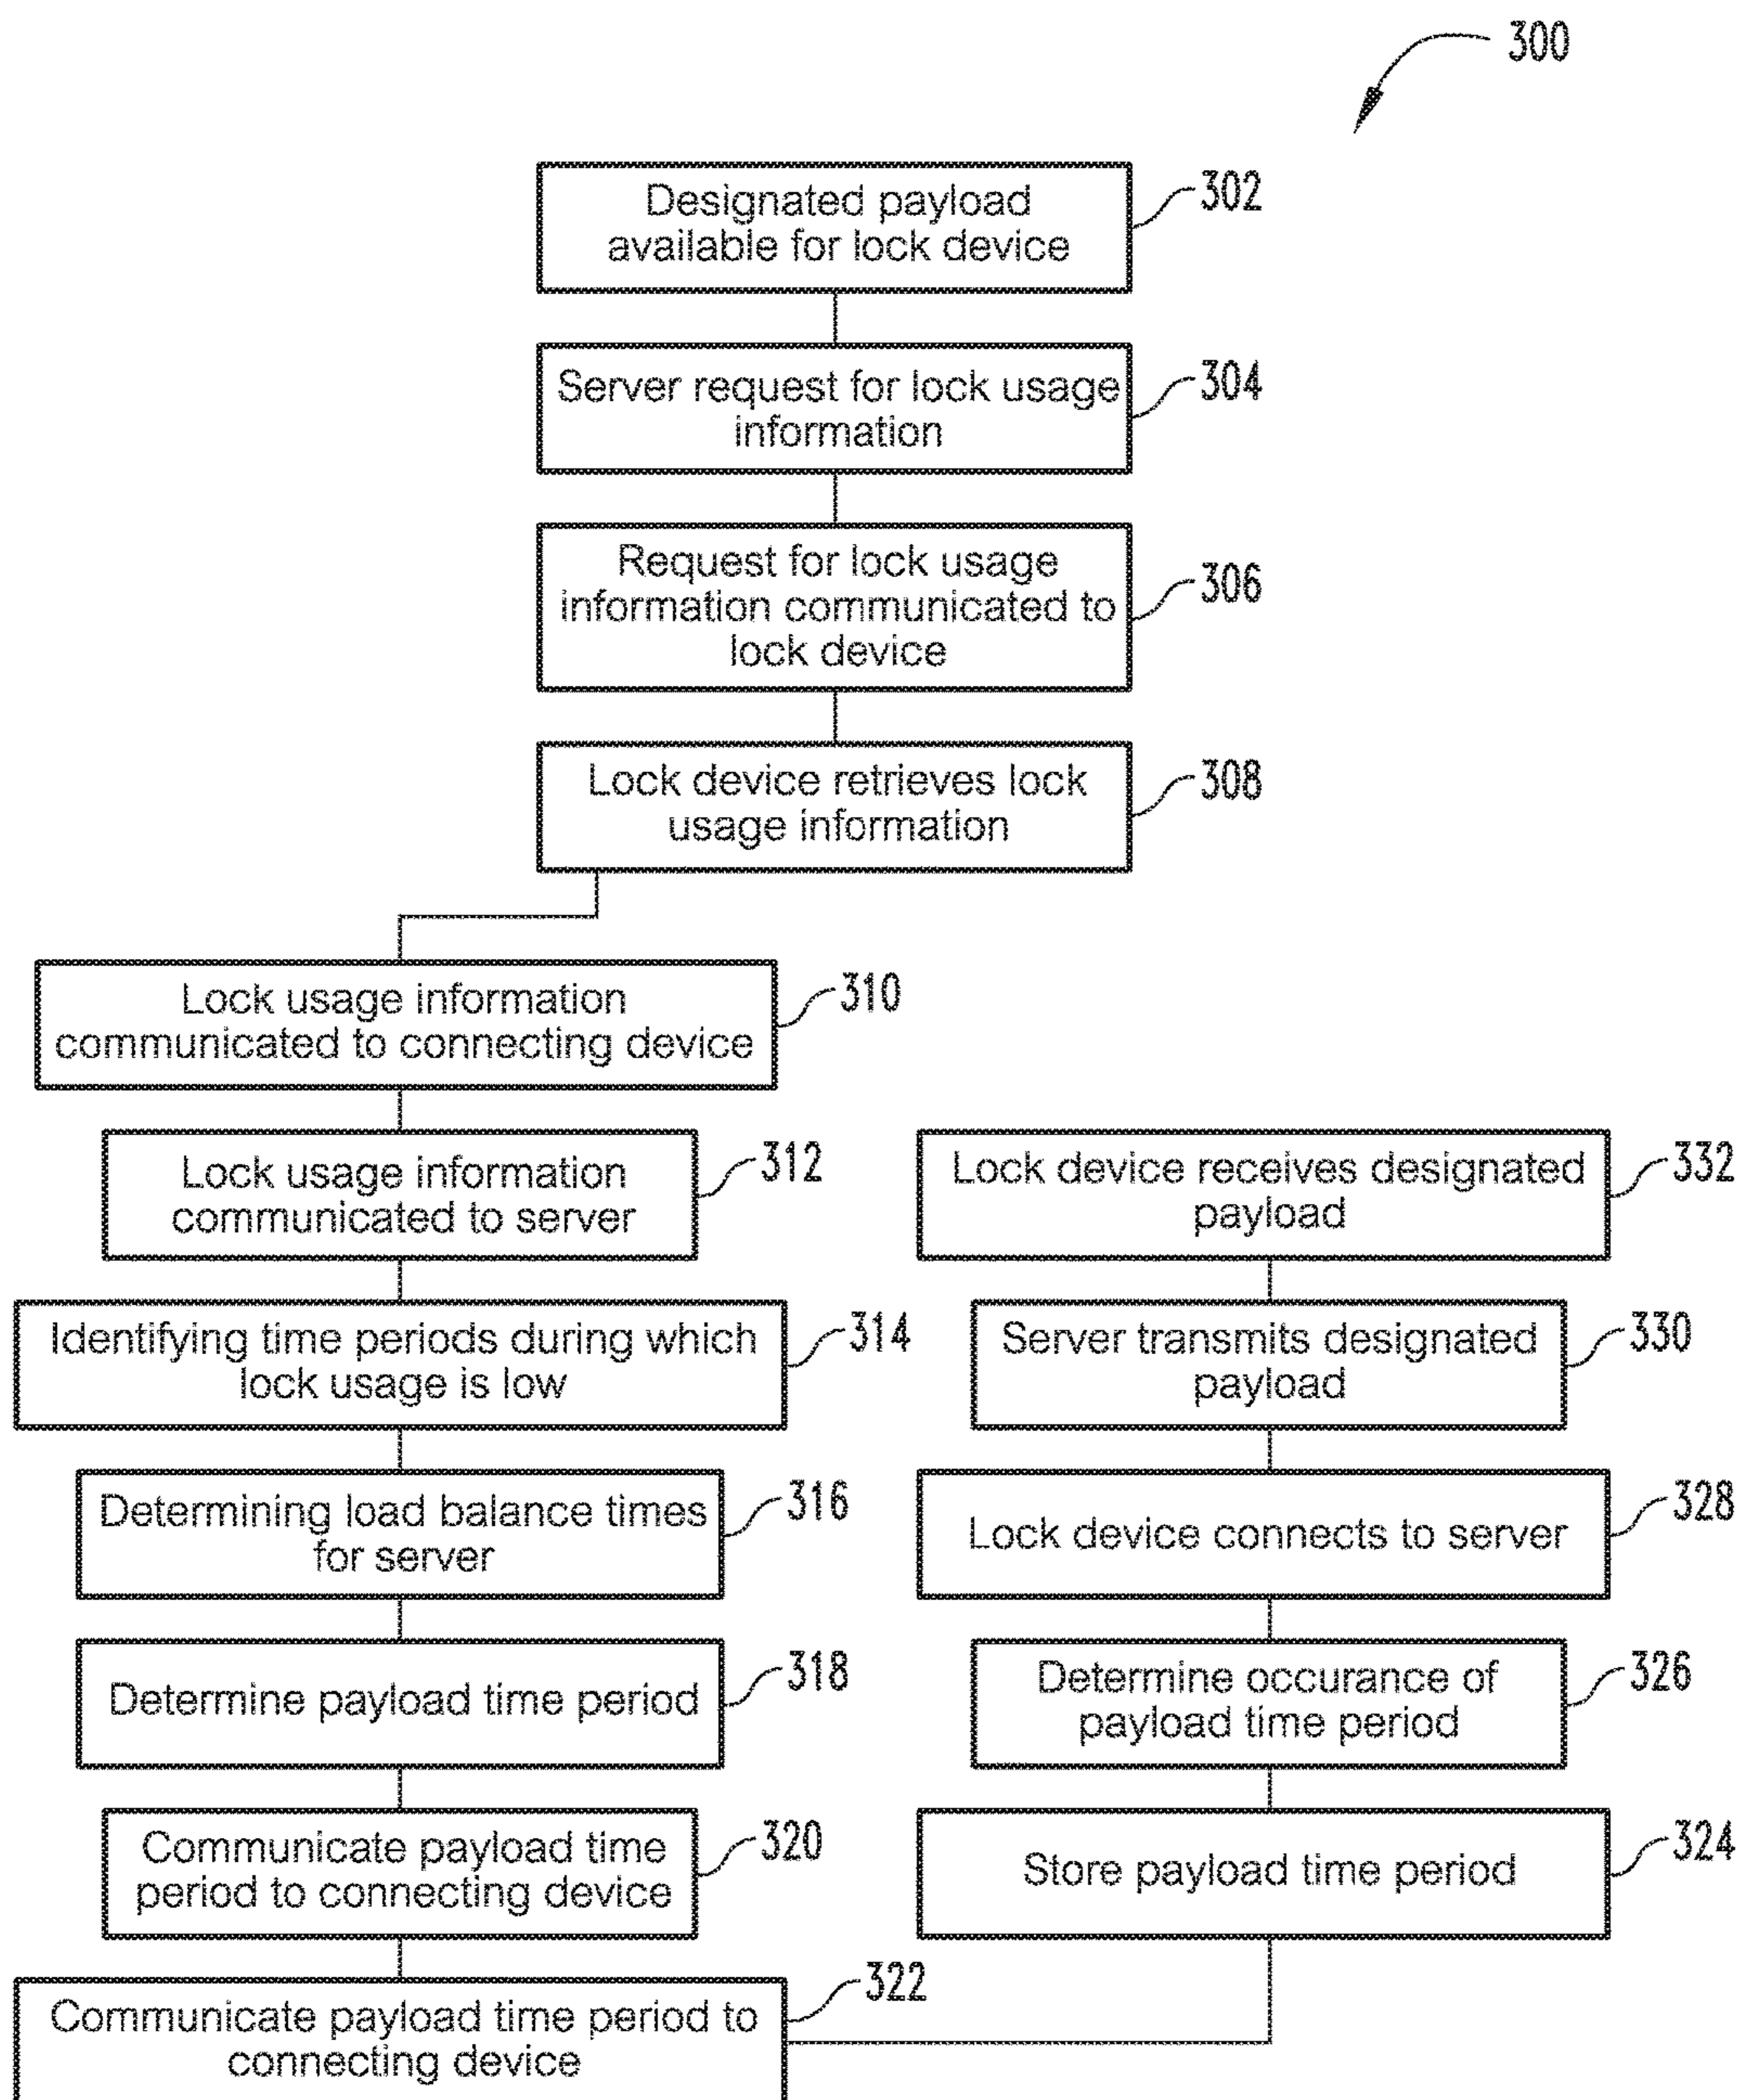 300
Designated payload
available for lock device
302
Server request for lock usage
information
304
Request for lock usage
information communicated to
lock device
306
Lock device retrieves lock
usage information
308
Lock usage information
communicated to connecting device
310
Lock usage information
communicated to server
312
Identifying time periods during which
lock usage is low
314
Determining load balance times
for server
316
Determine payload time period
318
Communicate payload time
period to connecting device
320
Communicate payload time period to
connecting device
322
Lock device receives designated
payload
332
Server transmits designated
payload
330
Lock device connects to server
328
Determine occurance of
payload time period
326
Store payload time period
324